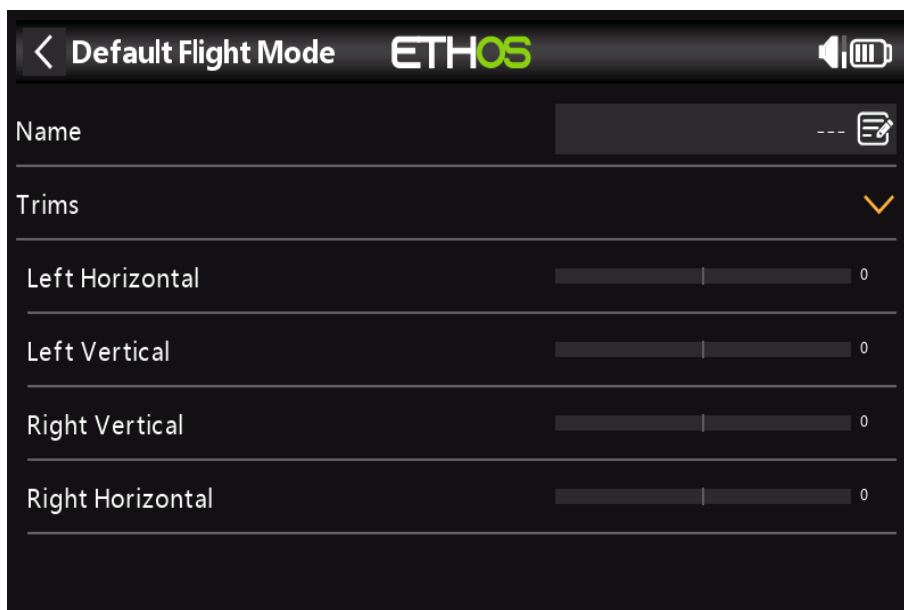 Default Flight Mode ETHOS
Name ---
Trims
Left Horizontal 0
Left Vertical 0
Right Vertical 0
Right Horizontal 0